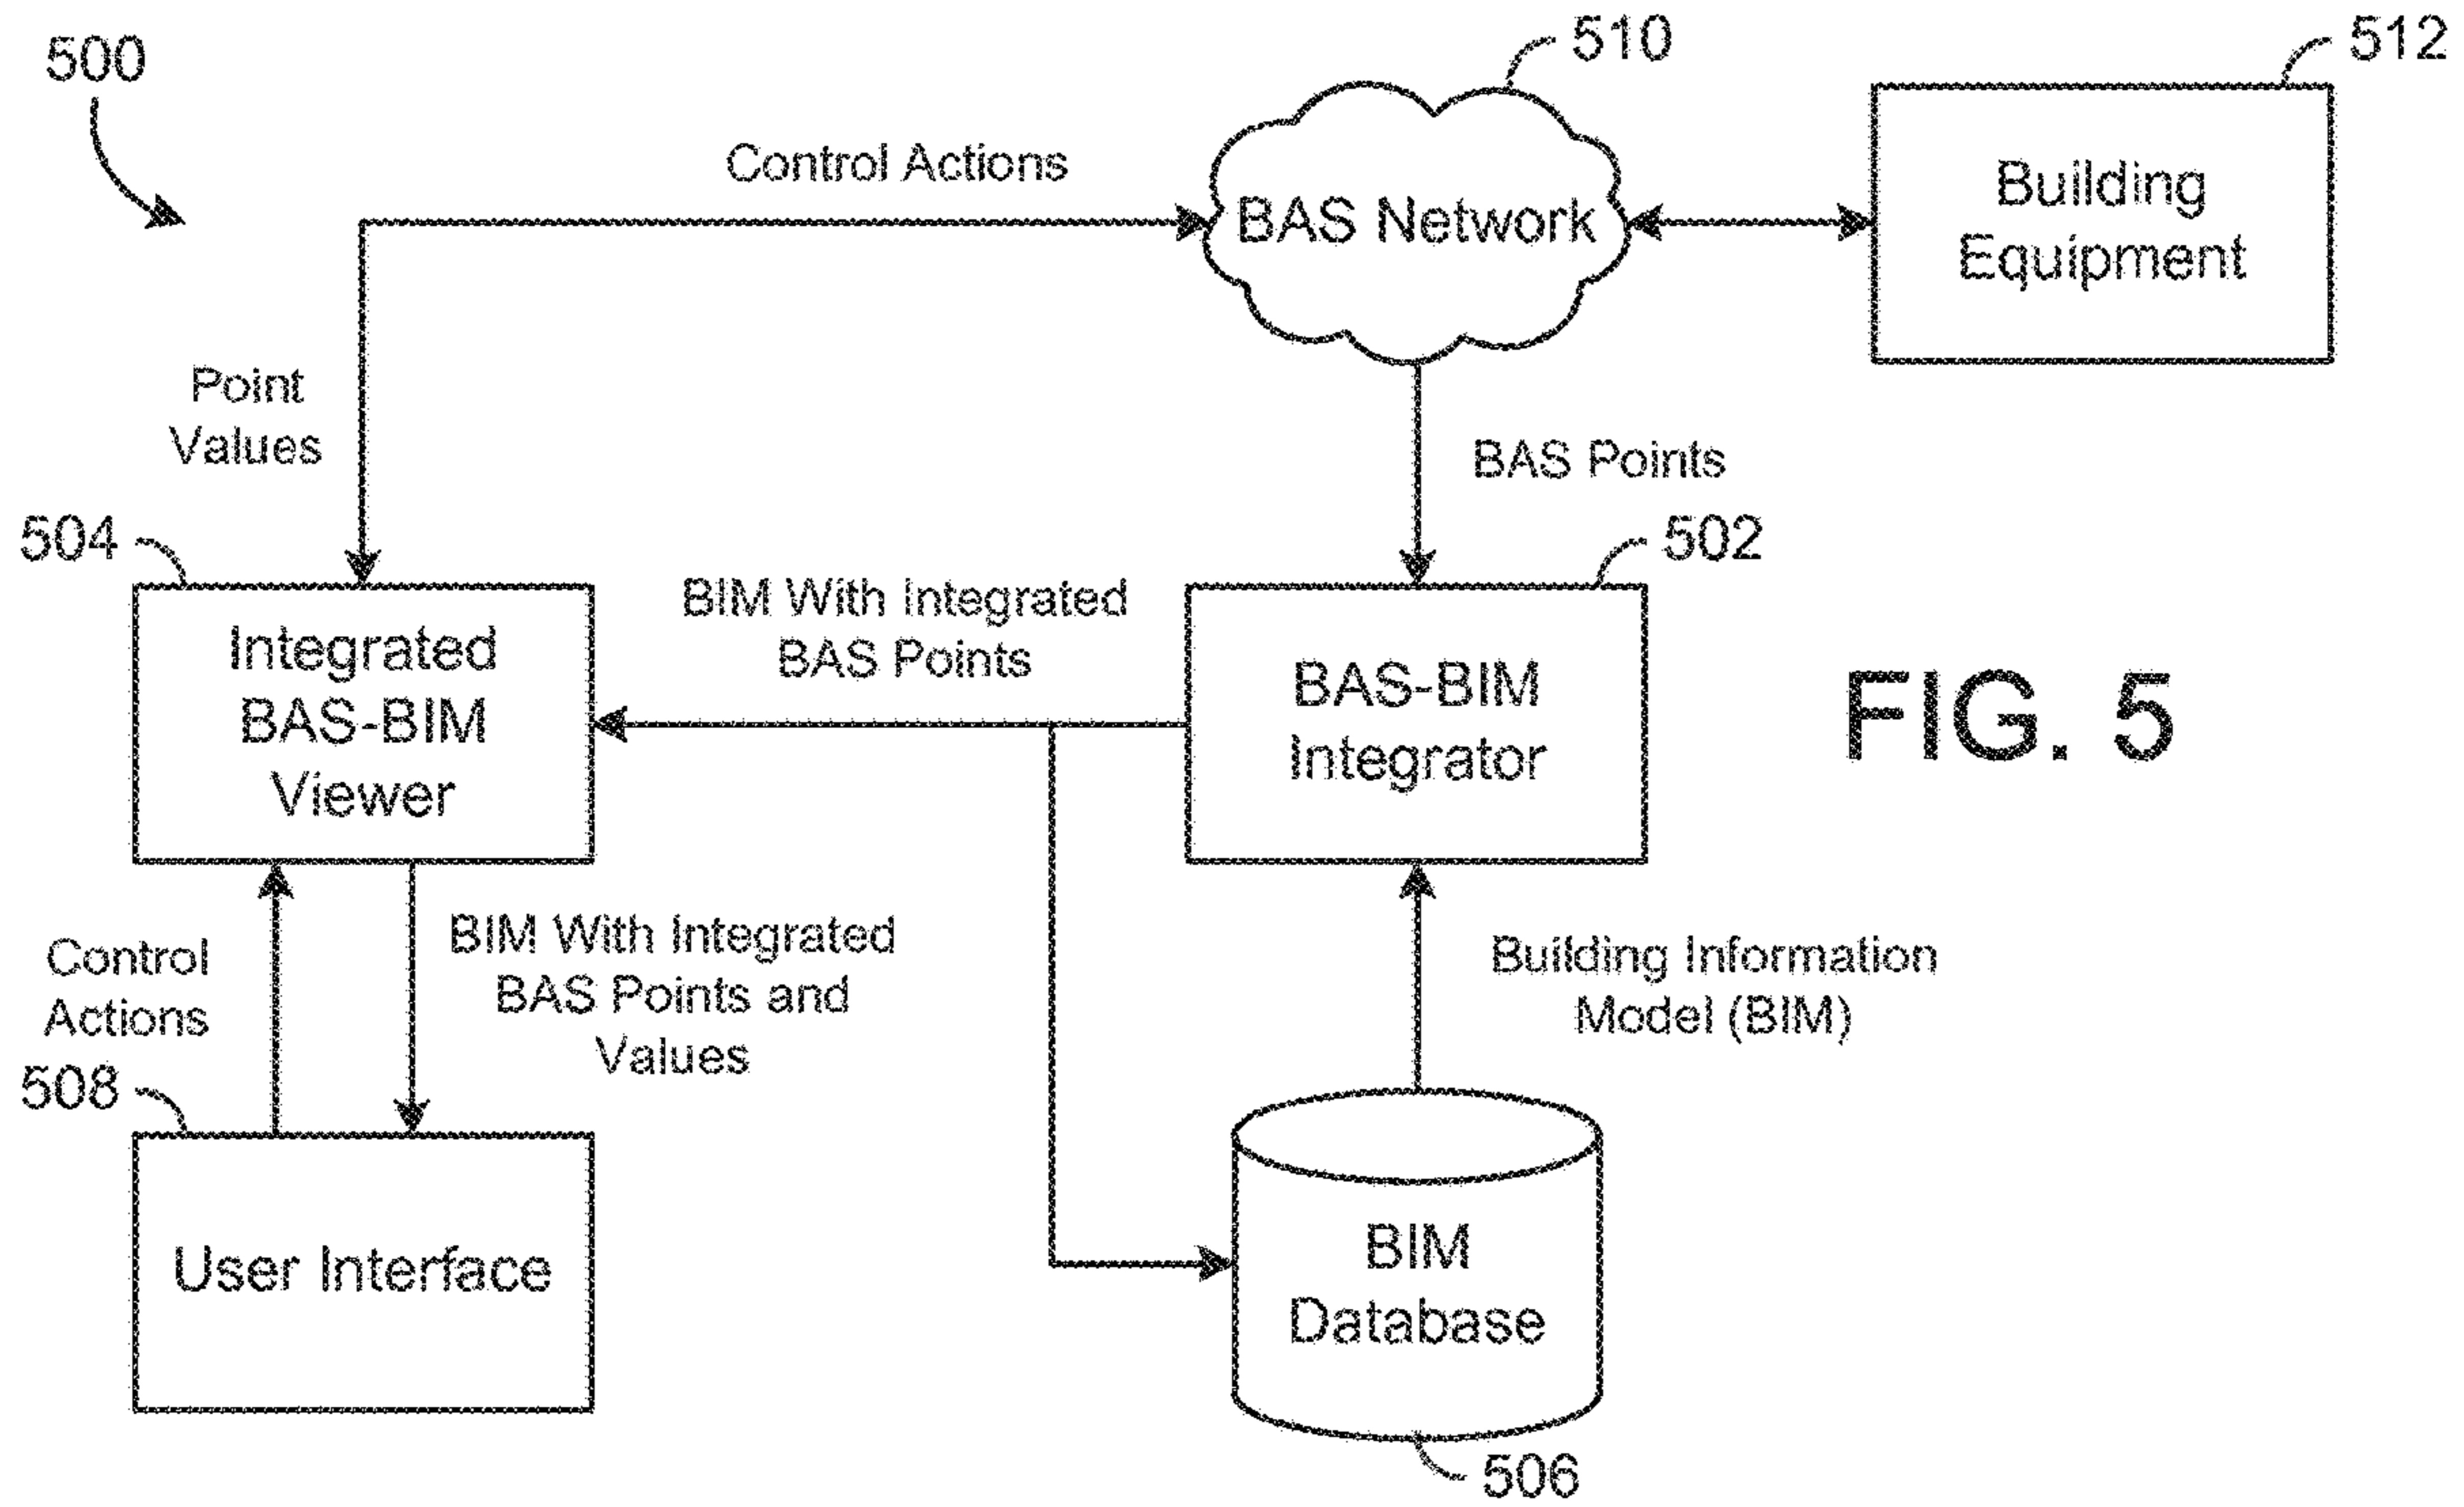 500
510
512
Control Actions
BAS Network
Building
Equipment
Point
Values
BAS Points
504
502
BIM With Integrated
BAS Points
Integrated
BAS-BIM
Viewer
BAS-BIM
Integrator
FIG. 5
Control
Actions
BIM With Integrated
BAS Points and
Values
Building Information
Model (BIM)
508
User Interface
BIM
Database
506